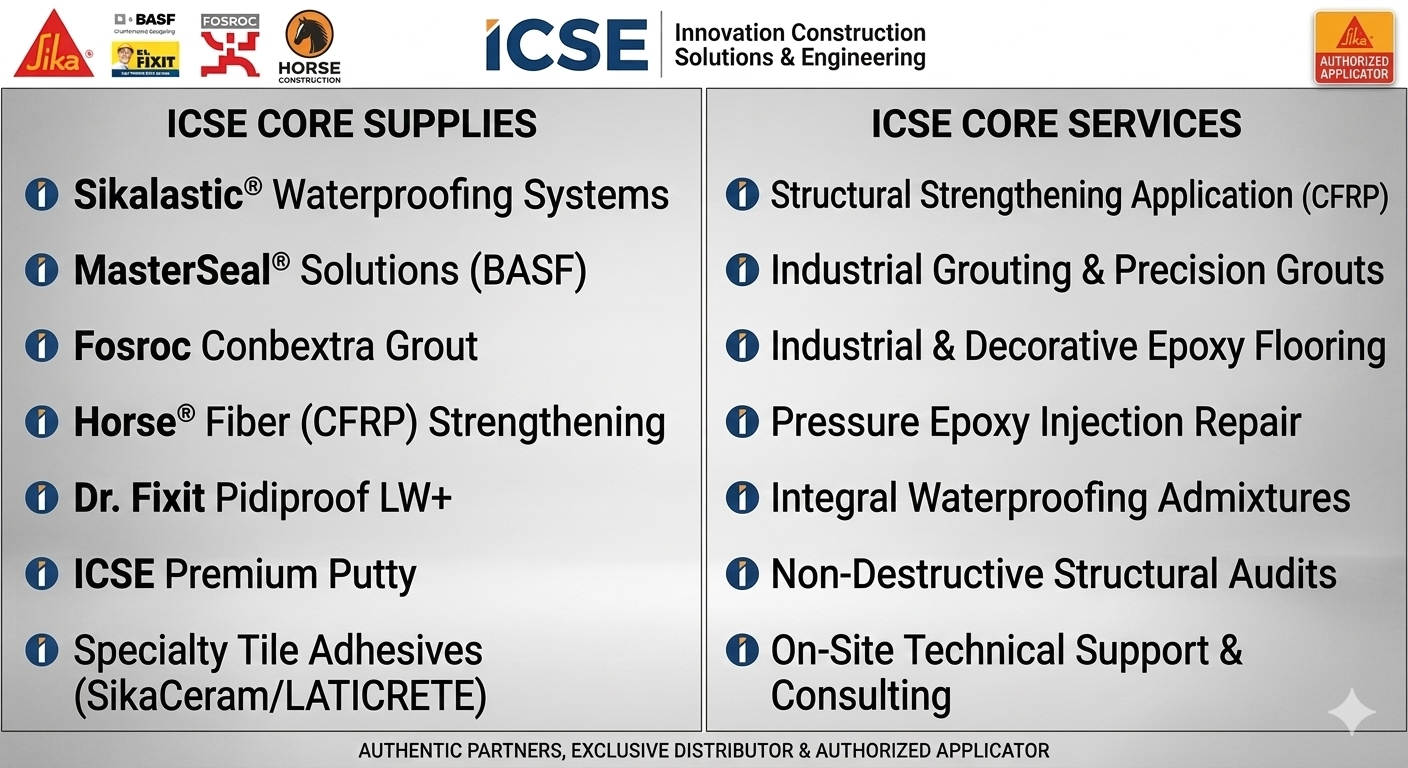 Sika®
BASF
EL
FIXIT
FOSROC
HORSE
CONSTRUCTION
iCSE
Innovation Construction
Solutions & Engineering
Sika
AUTHORIZED
APPLICATOR
ICSE CORE SUPPLIES
Sikalastic® Waterproofing Systems
MasterSeal® Solutions (BASF)
Fosroc Conbextra Grout
Horse® Fiber (CFRP) Strengthening
Dr. Fixit Pidiproof LW+
ICSE Premium Putty
Specialty Tile Adhesives
(SikaCeram/LATICRETE)
ICSE CORE SERVICES
Structural Strengthening Application (CFRP)
Industrial Grouting & Precision Grouts
Industrial & Decorative Epoxy Flooring
Pressure Epoxy Injection Repair
Integral Waterproofing Admixtures
Non-Destructive Structural Audits
On-Site Technical Support &
Consulting
AUTHENTIC PARTNERS, EXCLUSIVE DISTRIBUTOR & AUTHORIZED APPLICATOR